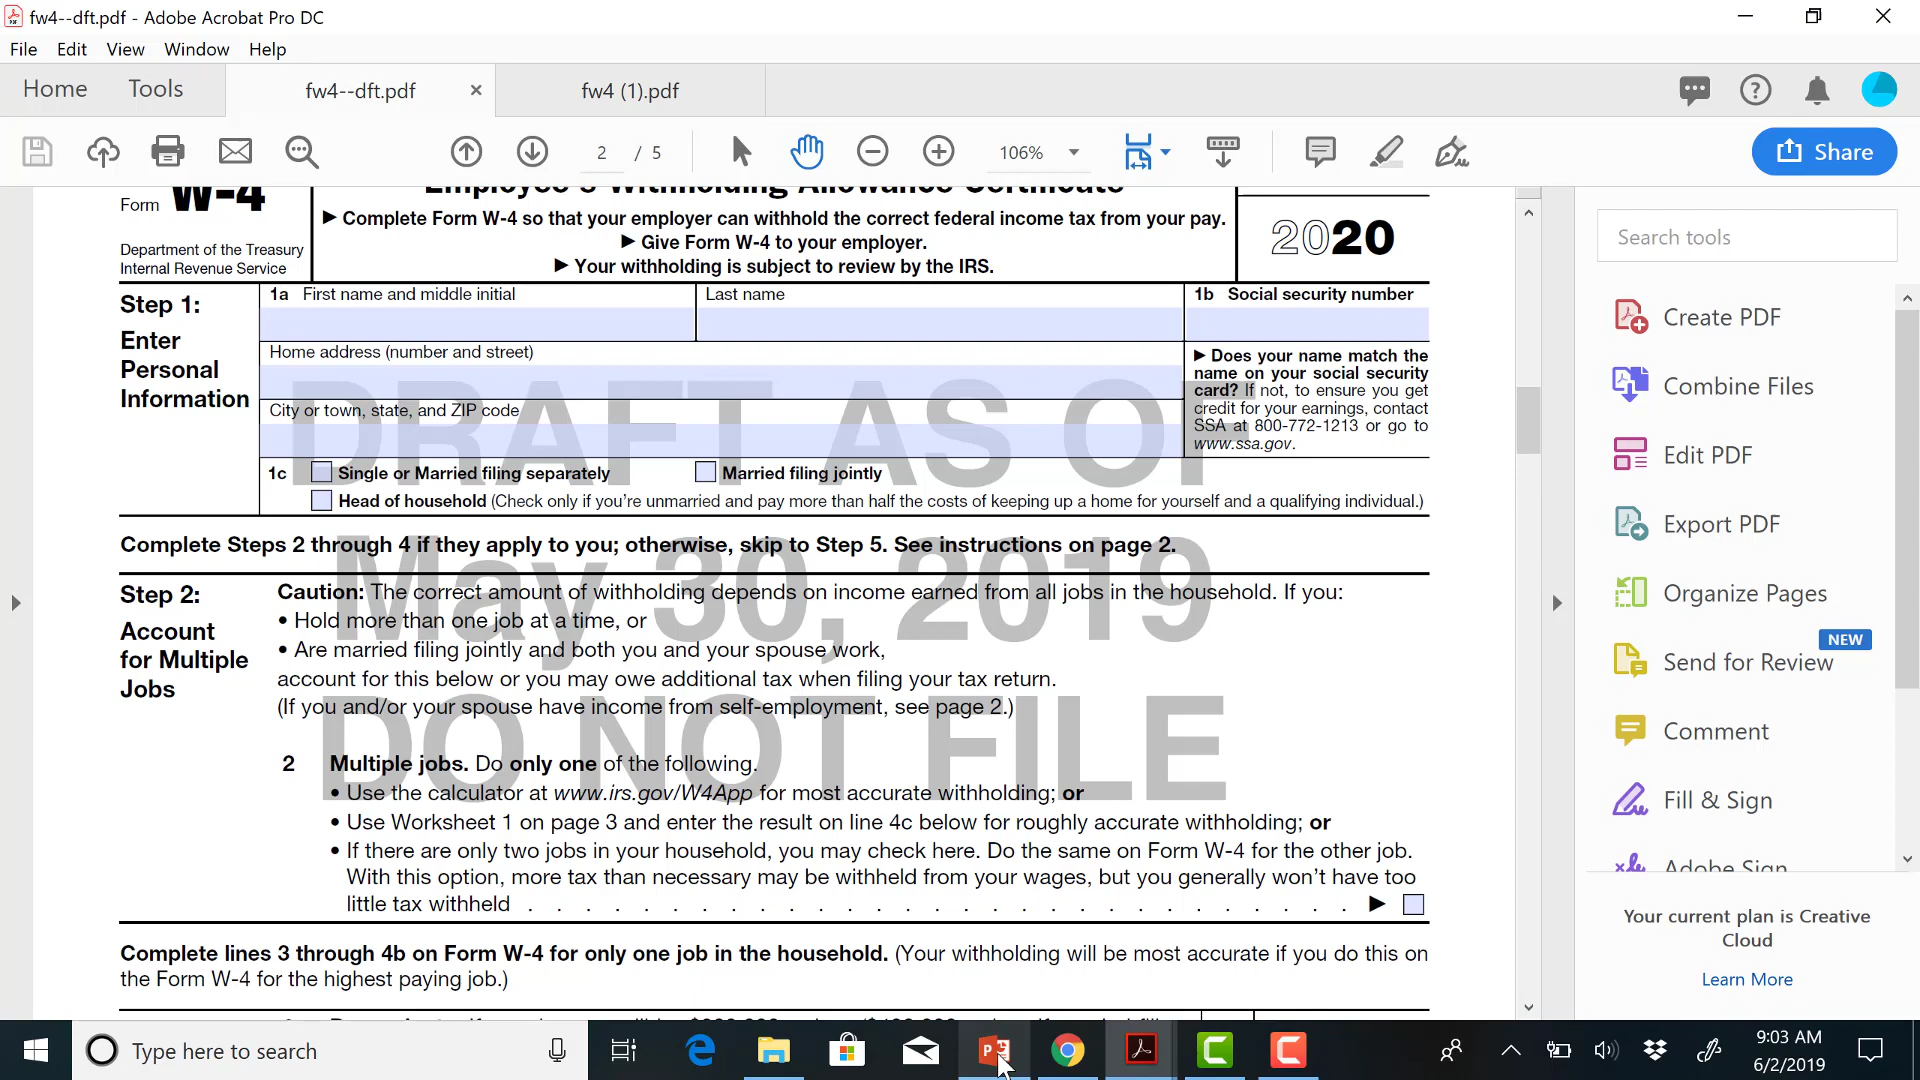 fw4--dft.pdf - Adobe Acrobat Pro DC
File Edit View Window Help
Home Tools fw4--dft.pdf × fw4 (1).pdf
2 / 5 106% Share
Form W-4 Employee's Withholding Allowance Certificate
▶ Complete Form W-4 so that your employer can withhold the correct federal income tax from your pay.
▶ Give Form W-4 to your employer.
▶ Your withholding is subject to review by the IRS.
Department of the Treasury
Internal Revenue Service
2020
Step 1:
Enter
Personal
Information
1a First name and middle initial
Last name
1b Social security number
Home address (number and street)
City or town, state, and ZIP code
▶ Does your name match the
name on your social security
card? If not, to ensure you get
credit for your earnings, contact
SSA at 800-772-1213 or go to
www.ssa.gov.
1c Single or Married filing separately Married filing jointly
Head of household (Check only if you're unmarried and pay more than half the costs of keeping up a home for yourself and a qualifying individual.)
DRAFT AS OF
May 30, 2019
DO NOT FILE
Complete Steps 2 through 4 if they apply to you; otherwise, skip to Step 5. See instructions on page 2.
Step 2:
Account
for Multiple
Jobs
Caution: The correct amount of withholding depends on income earned from all jobs in the household. If you:
• Hold more than one job at a time, or
• Are married filing jointly and both you and your spouse work,
account for this below or you may owe additional tax when filing your tax return.
(If you and/or your spouse have income from self-employment, see page 2.)
2 Multiple jobs. Do only one of the following.
• Use the calculator at www.irs.gov/W4App for most accurate withholding; or
• Use Worksheet 1 on page 3 and enter the result on line 4c below for roughly accurate withholding; or
• If there are only two jobs in your household, you may check here. Do the same on Form W-4 for the other job.
With this option, more tax than necessary may be withheld from your wages, but you generally won't have too
little tax withheld . . . . . . . . . . . . . . . . . . . . . . . . . . . . . ▶
Complete lines 3 through 4b on Form W-4 for only one job in the household. (Your withholding will be most accurate if you do this on
the Form W-4 for the highest paying job.)
Search tools
Create PDF
Combine Files
Edit PDF
Export PDF
Organize Pages
NEW
Send for Review
Comment
Fill & Sign
Adobe Sign
Your current plan is Creative
Cloud
Learn More
Type here to search
9:03 AM
6/2/2019